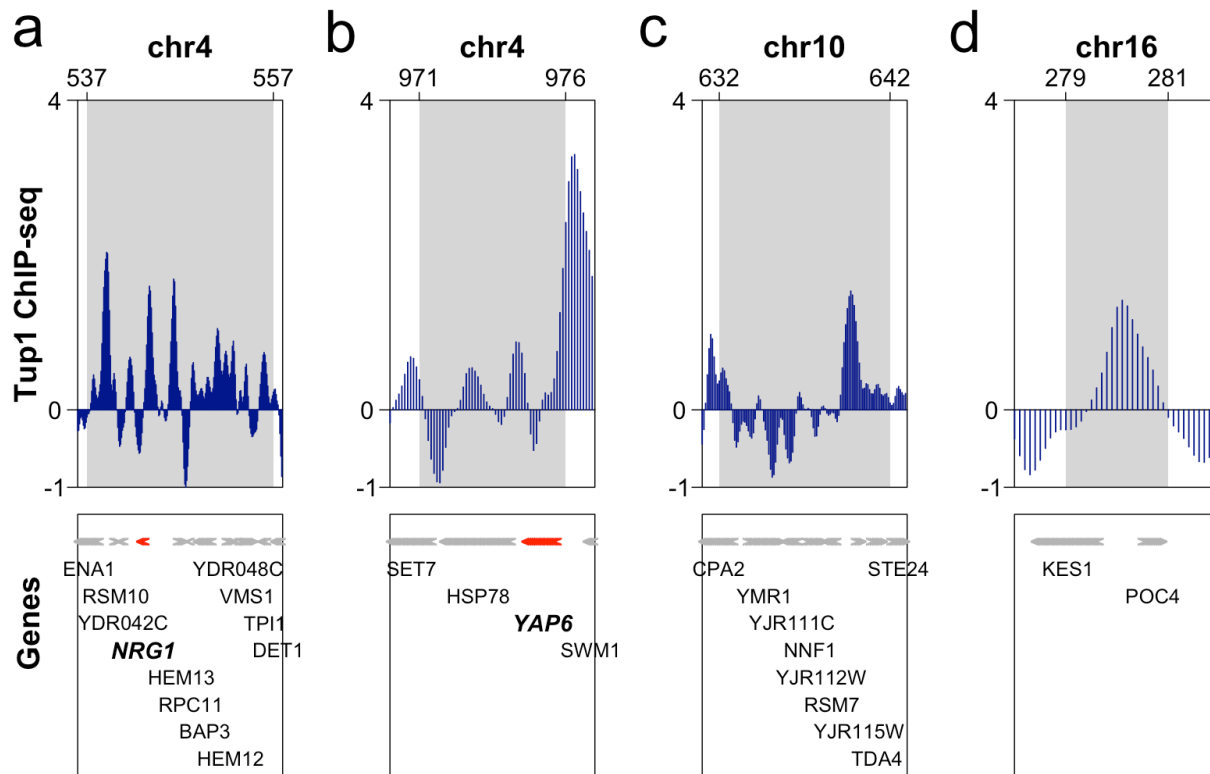 a b c d
chr4 chr4 chr10 chr16
537 557 971 976 632 642 279 281
4 4 4 4
Tup1 ChIP-seq
0 0 0 0
-1 -1 -1 -1
Genes
ENA1 YDR048C SET7 CPA2 STE24 KES1
RSM10 VMS1 HSP78 YMR1 POC4
YDR042C TPI1 YAP6 YJR111C
NRG1 DET1 SWM1 NNF1
HEM13 YJR112W
RPC11 RSM7
BAP3 YJR115W
HEM12 TDA4